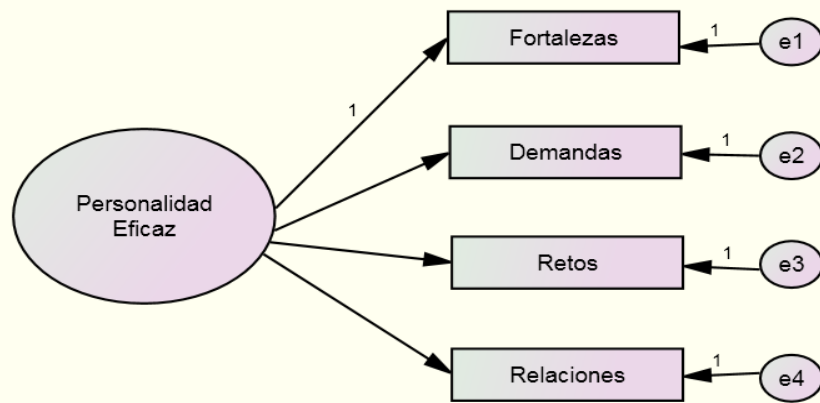 Fortalezas
1
e1
1
Demandas
1
e2
Personalidad
Eficaz
Retos
1
e3
Relaciones
1
e4